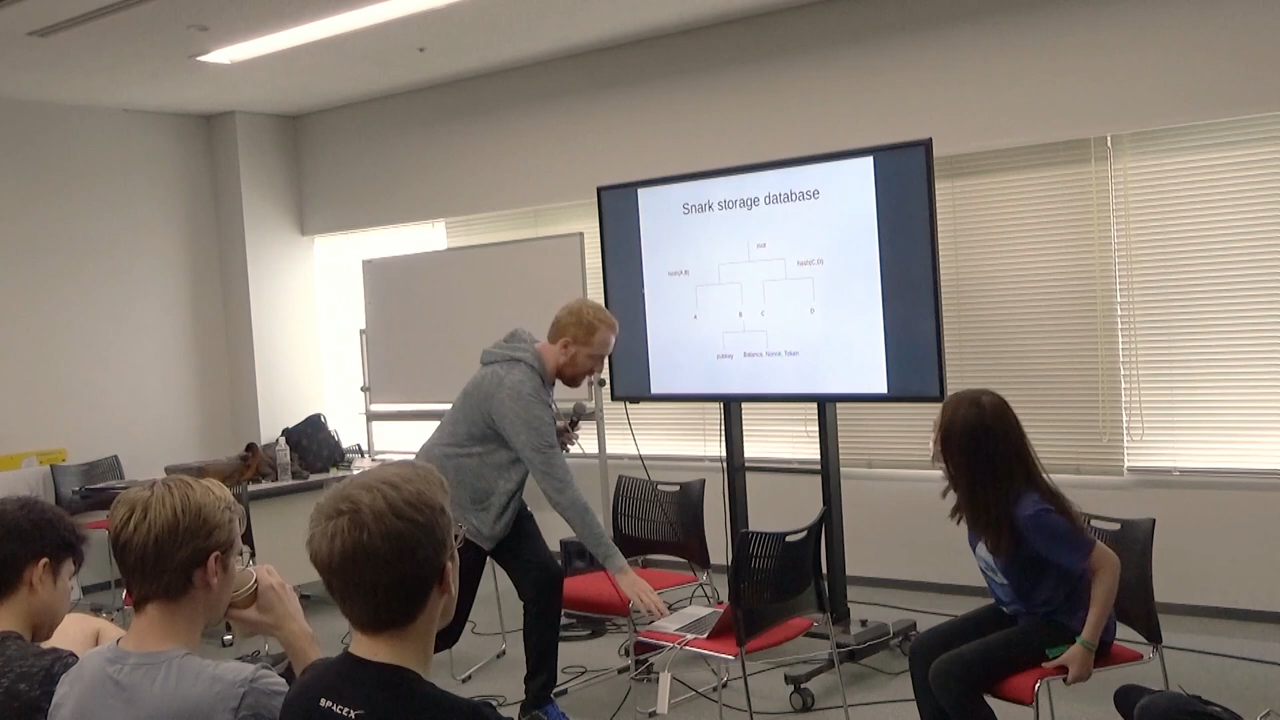 Snark storage database
root
hash(A,B)
hash(C,D)
A B C D
pubkey Balance, Nonce, Token
SPACEX